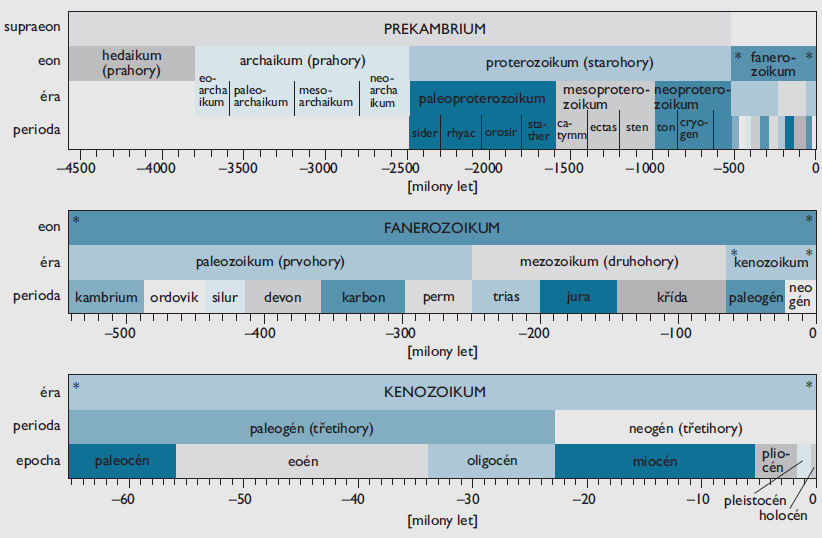 supraeon
PREKAMBRIUM
eon
hedaikum
(prahory)
archaikum (prahory)
proterozoikum (starohory)
* fanero- *
zoikum
éra
eo-
archa
ikum
paleo-
archaikum
meso-
archaikum
neo-
archa
ikum
paleoproterozoikum
mesoprotero-
zoikum
neoprotero-
zoikum
perioda
sider
rhyac
orosir
sta-
ther
ca-
tymm
ectas
sten
ton
cryo-
gen
−4500 −4000 −3500 −3000 −2500 −2000 −1500 −1000 −500 0
[milony let]
eon
* FANEROZOIKUM *
éra
paleozoikum (prvohory)
mezozoikum (druhohory)
* kenozoikum *
perioda
kambrium
ordovik
silur
devon
karbon
perm
trias
jura
křída
paleogén
neo
gén
−500 −400 −300 −200 −100 0
[milony let]
éra
* KENOZOIKUM *
perioda
paleogén (třetihory)
neogén (třetihory)
epocha
paleocén
eoén
oligocén
miocén
plio-
cén
−60 −50 −40 −30 −20 −10 0
pleistocén
holocén
[milony let]